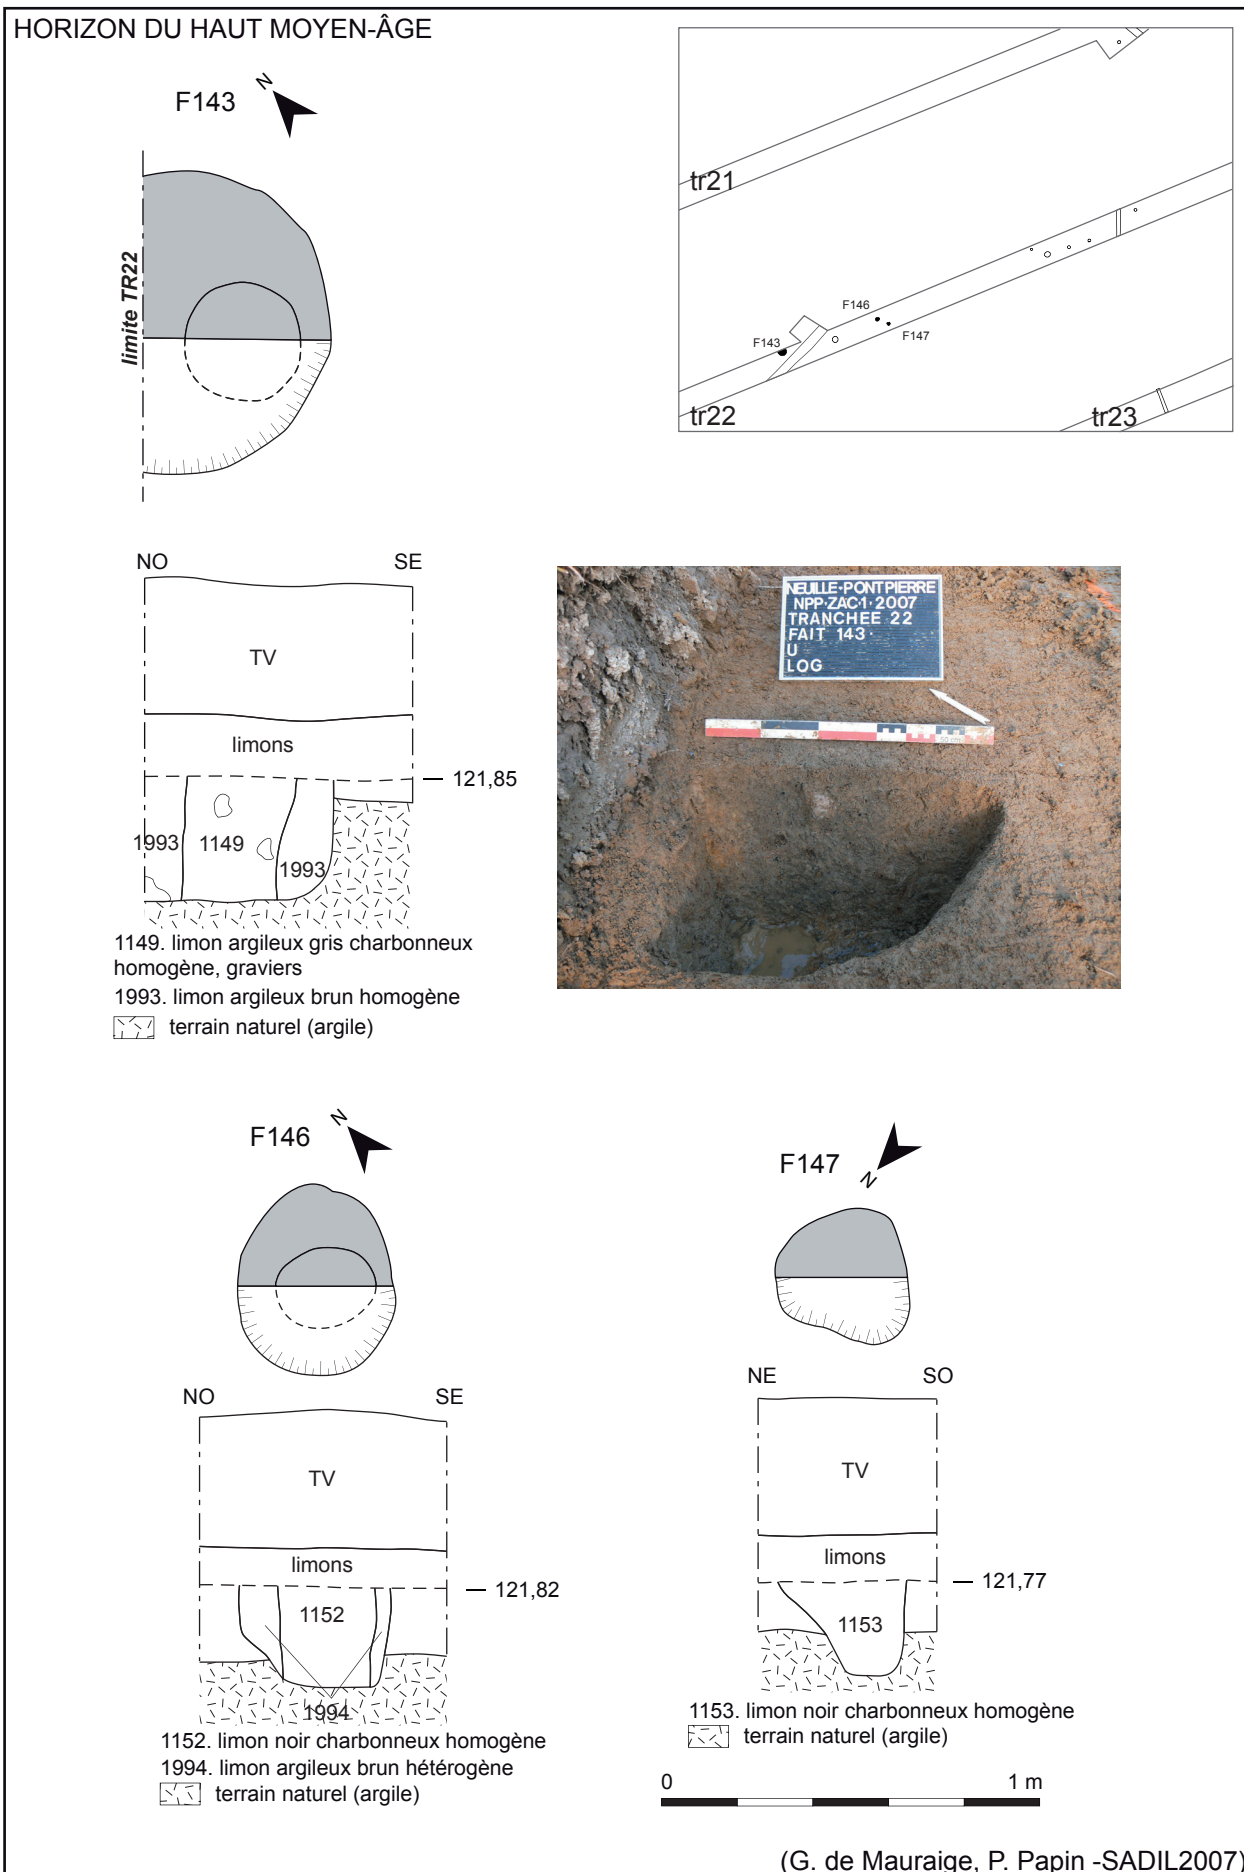 HORIZON DU HAUT MOYEN-ÂGE
F143
N
limite TR22
tr21
F146
F147
F143
tr22
tr23
NO
SE
TV
limons
121,85
1993
1149
1993
1149. limon argileux gris charbonneux
homogène, graviers
1993. limon argileux brun homogène
terrain naturel (argile)
NEUILLE·PONTPIERRE
NPP·ZAC·1·2007
TRANCHEE 22
FAIT 143·
U
LOG
50 cm
F146
N
NO
SE
TV
limons
121,82
1152
1994
1152. limon noir charbonneux homogène
1994. limon argileux brun hétérogène
terrain naturel (argile)
F147
N
NE
SO
TV
limons
121,77
1153
1153. limon noir charbonneux homogène
terrain naturel (argile)
0
1 m
(G. de Mauraige, P. Papin -SADIL2007)